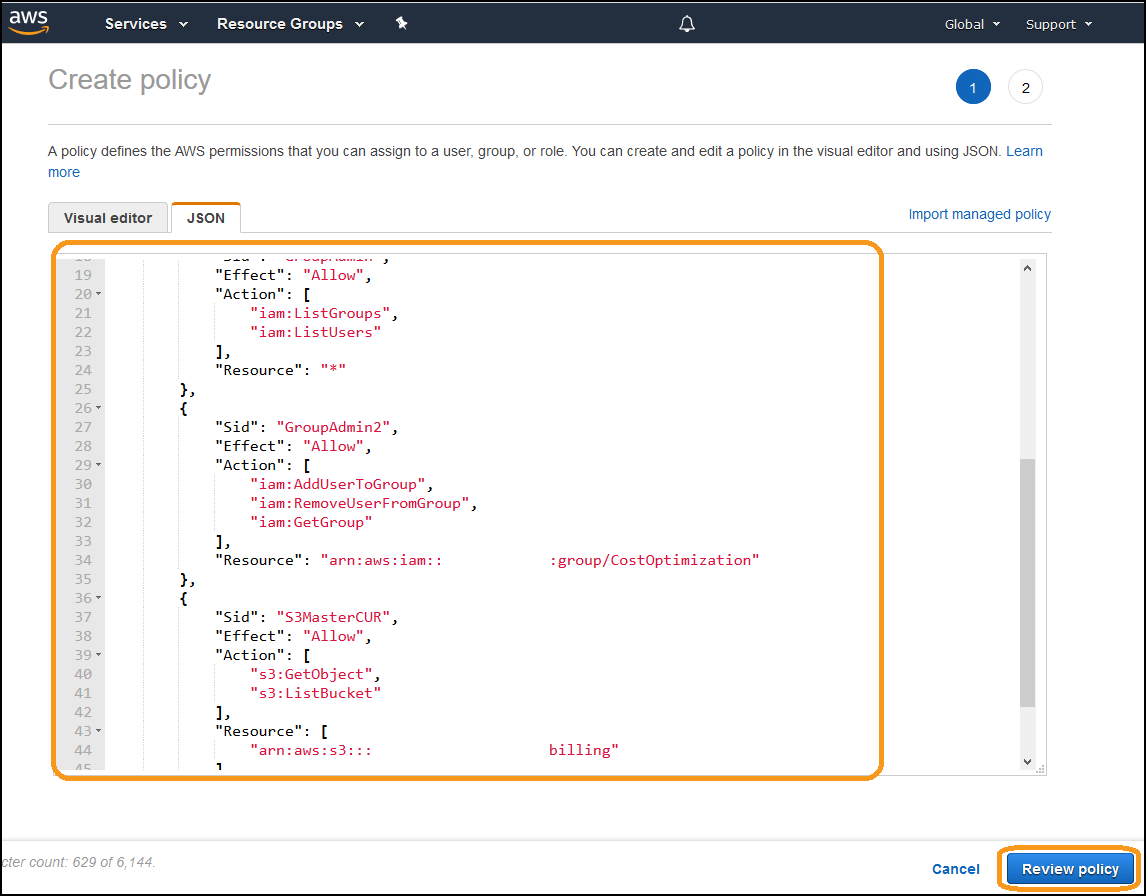 aws Services Resource Groups Global Support
Create policy
1 2
A policy defines the AWS permissions that you can assign to a user, group, or role. You can create and edit a policy in the visual editor and using JSON. Learn
more
Visual editor JSON Import managed policy
18 "Sid": "GroupAdmin",
19 "Effect": "Allow",
20 "Action": [
21 "iam:ListGroups",
22 "iam:ListUsers"
23 ],
24 "Resource": "*"
25 },
26 {
27 "Sid": "GroupAdmin2",
28 "Effect": "Allow",
29 "Action": [
30 "iam:AddUserToGroup",
31 "iam:RemoveUserFromGroup",
32 "iam:GetGroup"
33 ],
34 "Resource": "arn:aws:iam:: :group/CostOptimization"
35 },
36 {
37 "Sid": "S3MasterCUR",
38 "Effect": "Allow",
39 "Action": [
40 "s3:GetObject",
41 "s3:ListBucket"
42 ],
43 "Resource": [
44 "arn:aws:s3::: billing"
45 ]
cter count: 629 of 6,144.
Cancel Review policy